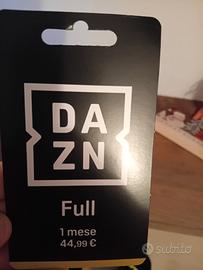 DA
ZN
Full
1 mese
44,99 €
subito